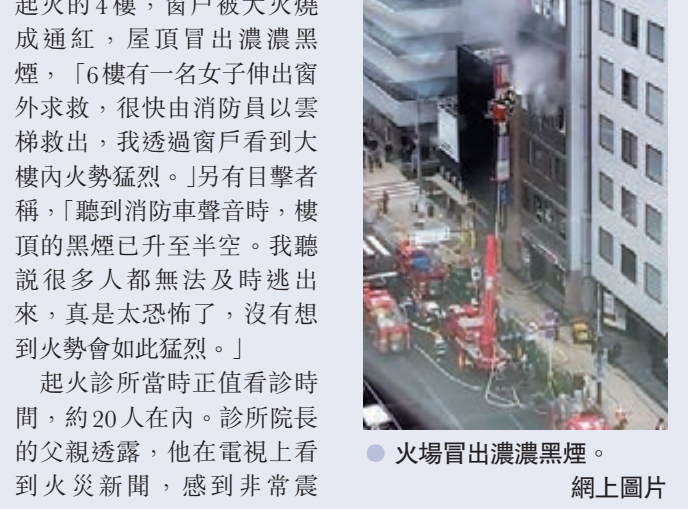 起火的4樓，窗戶被大火燒
成通紅，屋頂冒出濃濃黑
煙，「6樓有一名女子伸出窗
外求救，很快由消防員以雲
梯救出，我透過窗戶看到大
樓內火勢猛烈。」另有目擊者
稱，「聽到消防車聲音時，樓
頂的黑煙已升至半空。我聽
説很多人都無法及時逃出
來，真是太恐怖了，沒有想
到火勢會如此猛烈。」
起火診所當時正值看診時
間，約20人在內。診所院長
的父親透露，他在電視上看
到火災新聞，感到非常震
● 火場冒出濃濃黑煙。
網上圖片